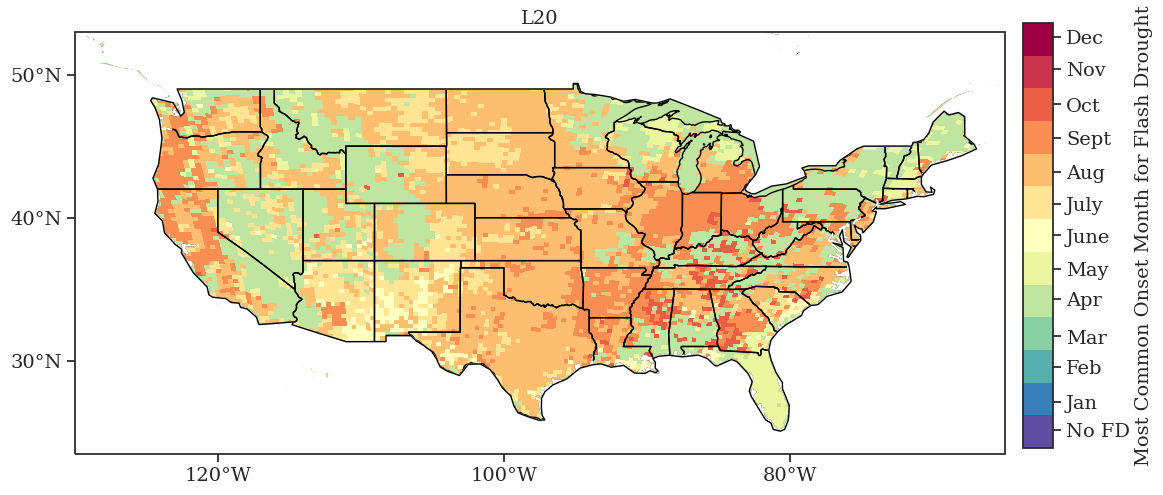 L20
50°N
40°N
30°N
120°W
100°W
80°W
Dec
Nov
Oct
Sept
Aug
July
June
May
Apr
Mar
Feb
Jan
No FD
Most Common Onset Month for Flash Drought